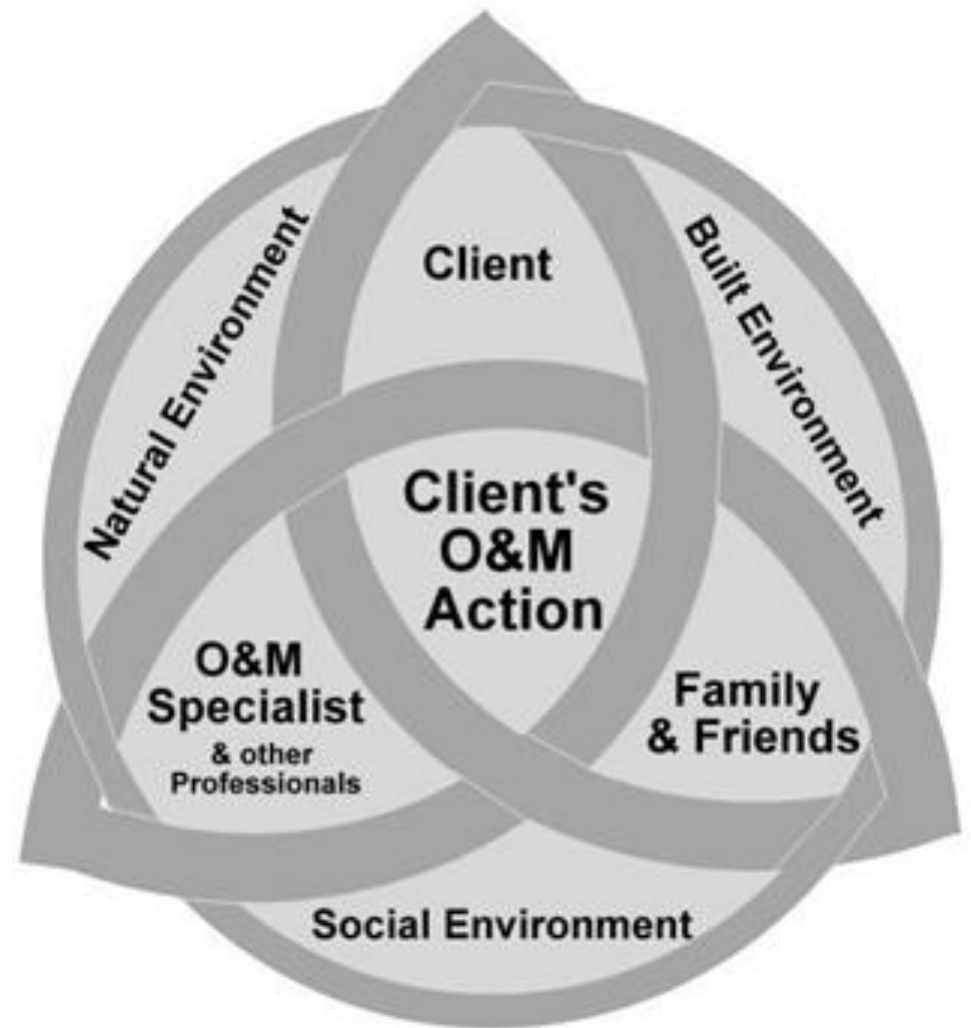 Client
Natural Environment
Built Environment
Client's
O&M
Action
O&M
Specialist
& other
Professionals
Family
& Friends
Social Environment